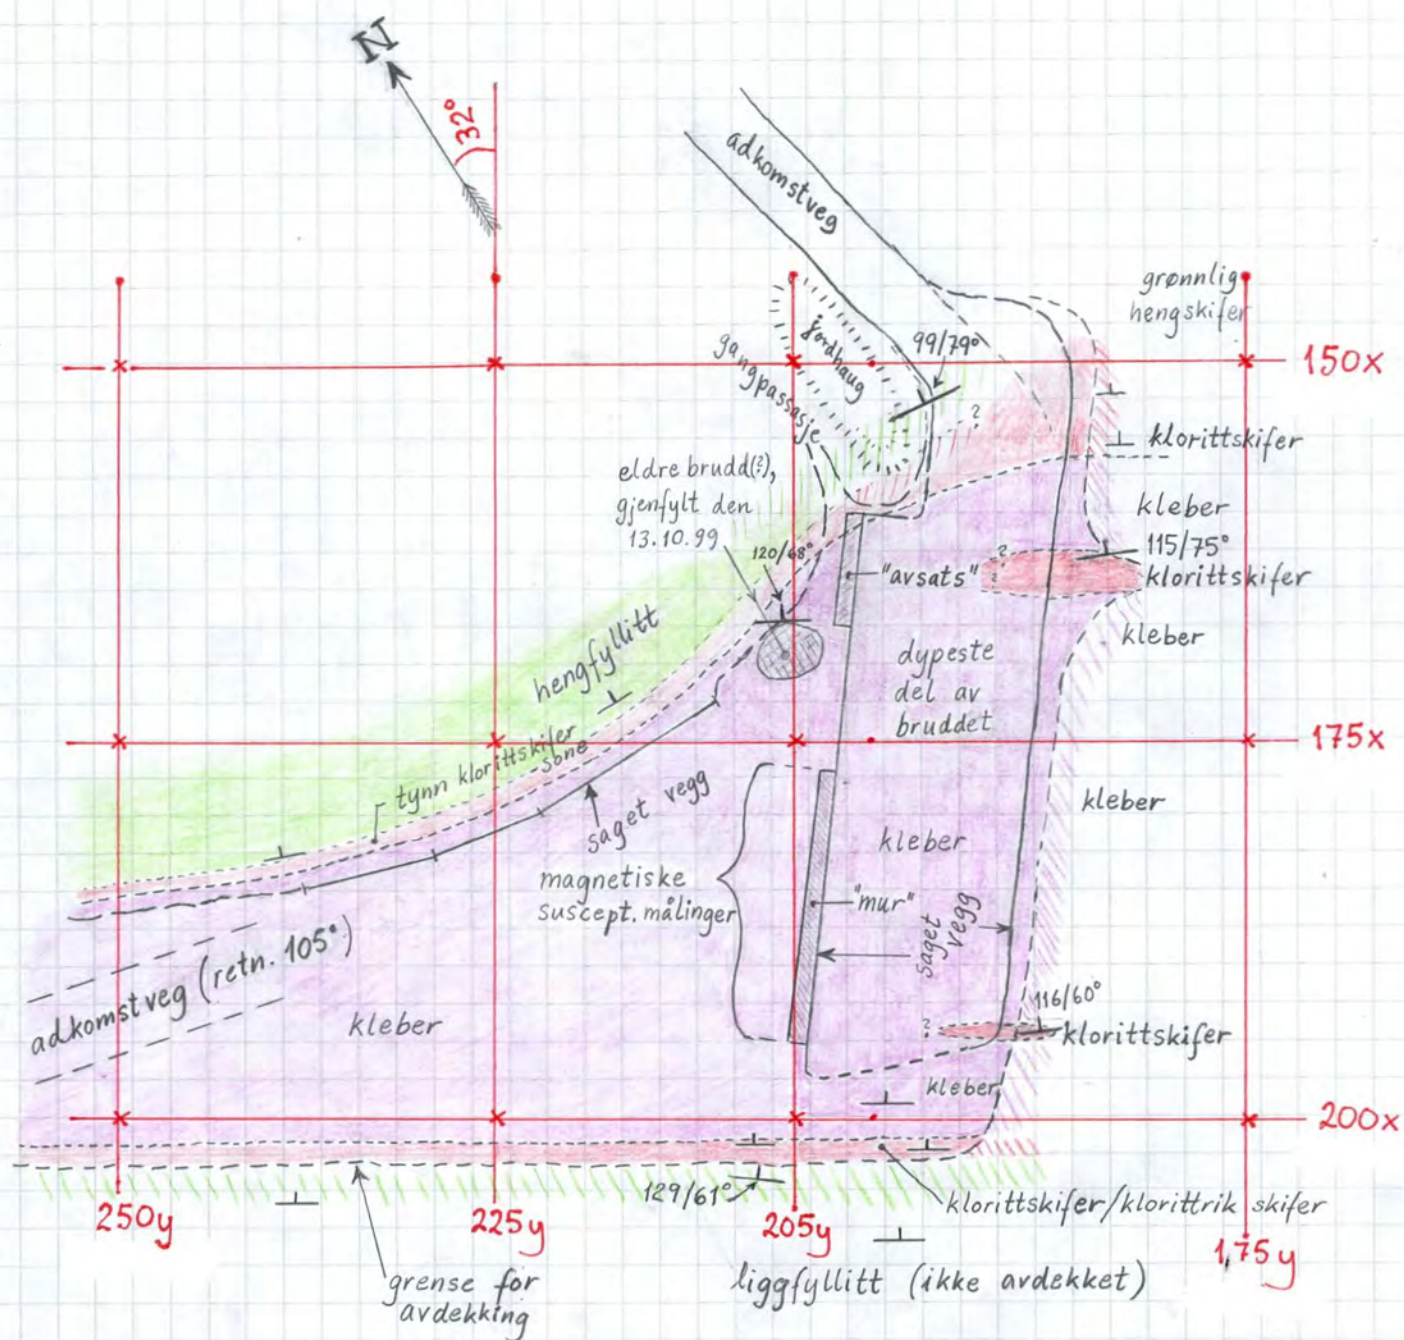 N
32°
adkomstveg
grønnlig
hengskifer
jordhaug
99/79°
150x
gangpassasje
?
klorittskifer
eldre brudd(?),
gjenfylt den
13.10.99
kleber
120/68°
115/75°
"avsats"
?
?
klorittskifer
hengfyllitt
kleber
dypeste
del av
bruddet
175x
tynn klorittskifer
sone
saget vegg
kleber
kleber
magnetiske
suscept. målinger
"mur"
saget
vegg
adkomstveg (retn. 105°)
116/60°
kleber
?
klorittskifer
kleber
200x
129/61°
klorittskifer/klorittrik skifer
250y
225y
205y
1,75y
grense for
avdekking
liggfyllitt (ikke avdekket)